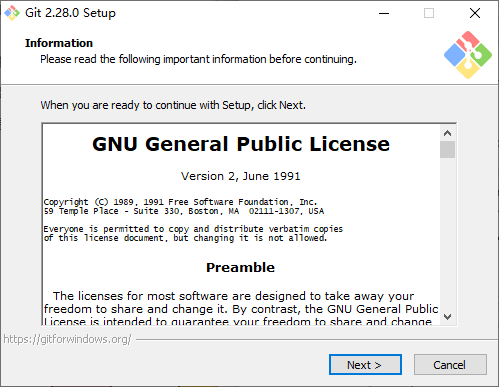 Git 2.28.0 Setup
Information
Please read the following important information before continuing.
When you are ready to continue with Setup, click Next.
GNU General Public License
Version 2, June 1991
Copyright (C) 1989, 1991 Free Software Foundation, Inc.
59 Temple Place - Suite 330, Boston, MA  02111-1307, USA
Everyone is permitted to copy and distribute verbatim copies
of this license document, but changing it is not allowed.
Preamble
The licenses for most software are designed to take away your
freedom to share and change it. By contrast, the GNU General Public
License is intended to guarantee your freedom to share and change
https://gitforwindows.org/
Next >
Cancel